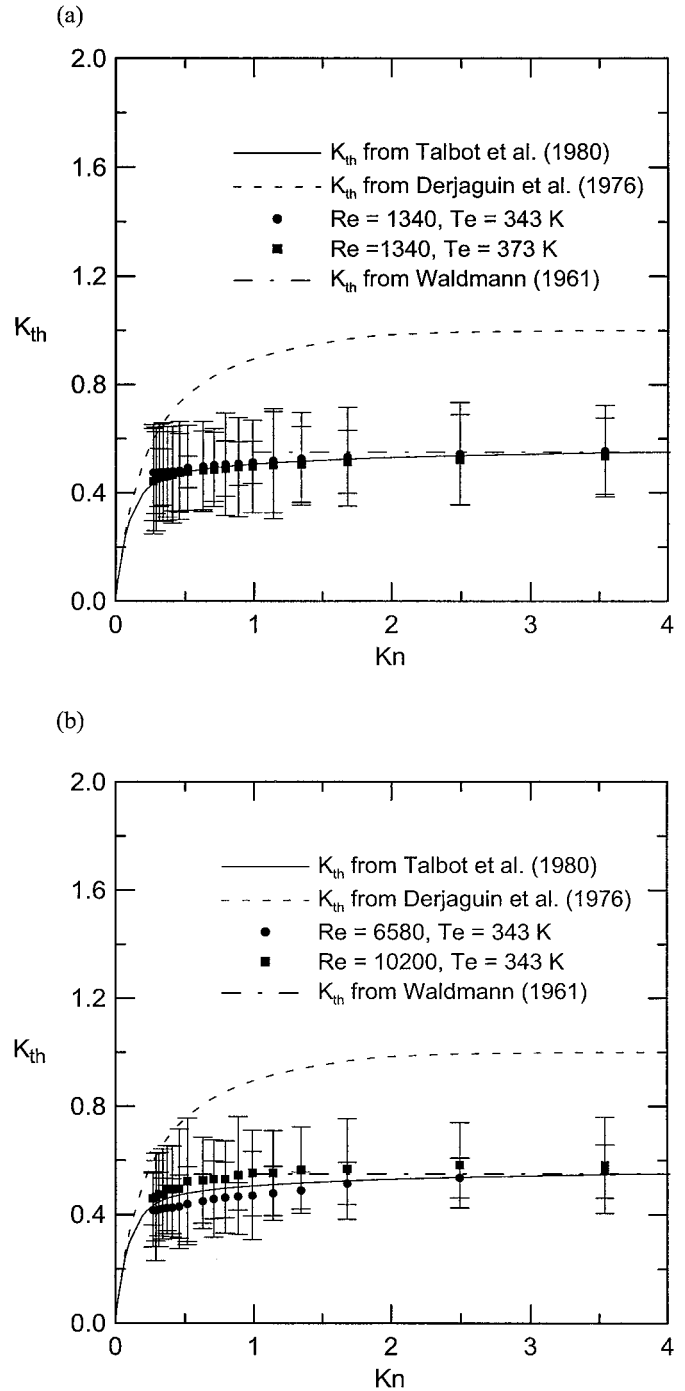 (a)
2.0
1.6
1.2
0.8
0.4
0.0
K_th
K_th from Talbot et al. (1980)
K_th from Derjaguin et al. (1976)
Re = 1340, Te = 343 K
Re =1340, Te = 373 K
K_th from Waldmann (1961)
0 1 2 3 4
Kn
(b)
2.0
1.6
1.2
0.8
0.4
0.0
K_th
K_th from Talbot et al. (1980)
K_th from Derjaguin et al. (1976)
Re = 6580, Te = 343 K
Re = 10200, Te = 343 K
K_th from Waldmann (1961)
0 1 2 3 4
Kn